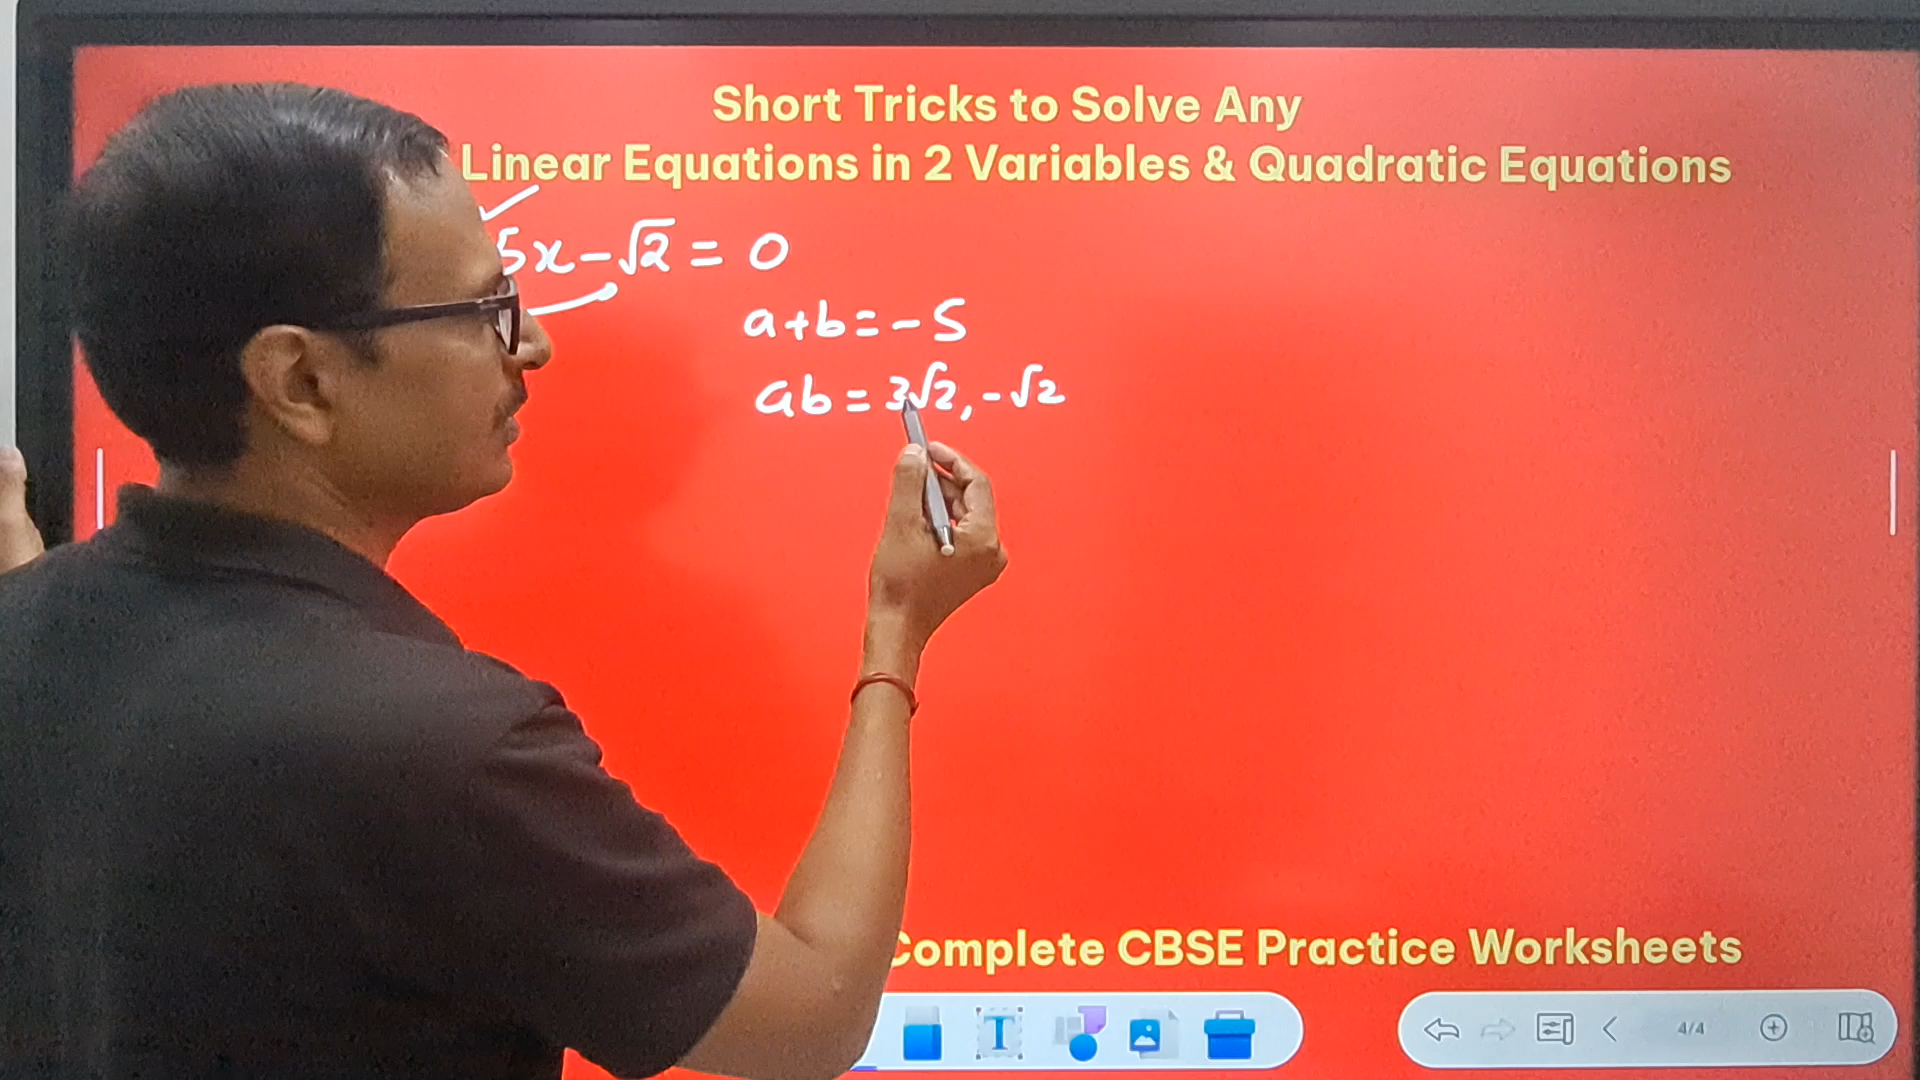 Short Tricks to Solve Any
Linear Equations in 2 Variables & Quadratic Equations
5x-√2 = 0
a+b = -5
ab = 3√2, -√2
Complete CBSE Practice Worksheets
T
4/4